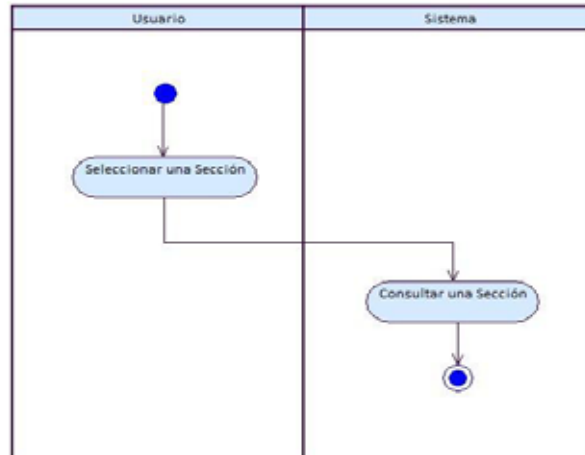 Usuario
Sistema
Seleccionar una Sección
Consultar una Sección